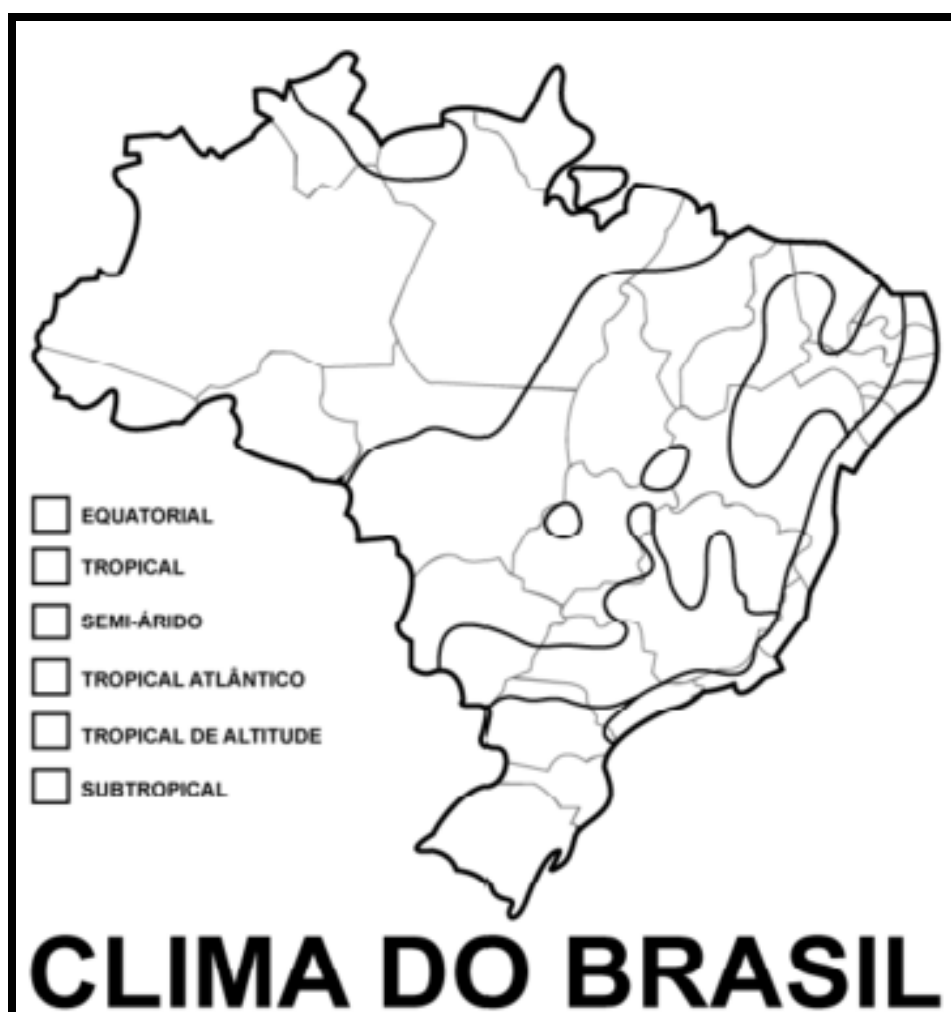 EQUATORIAL
TROPICAL
SEMI-ÁRIDO
TROPICAL ATLÂNTICO
TROPICAL DE ALTITUDE
SUBTROPICAL
CLIMA DO BRASIL